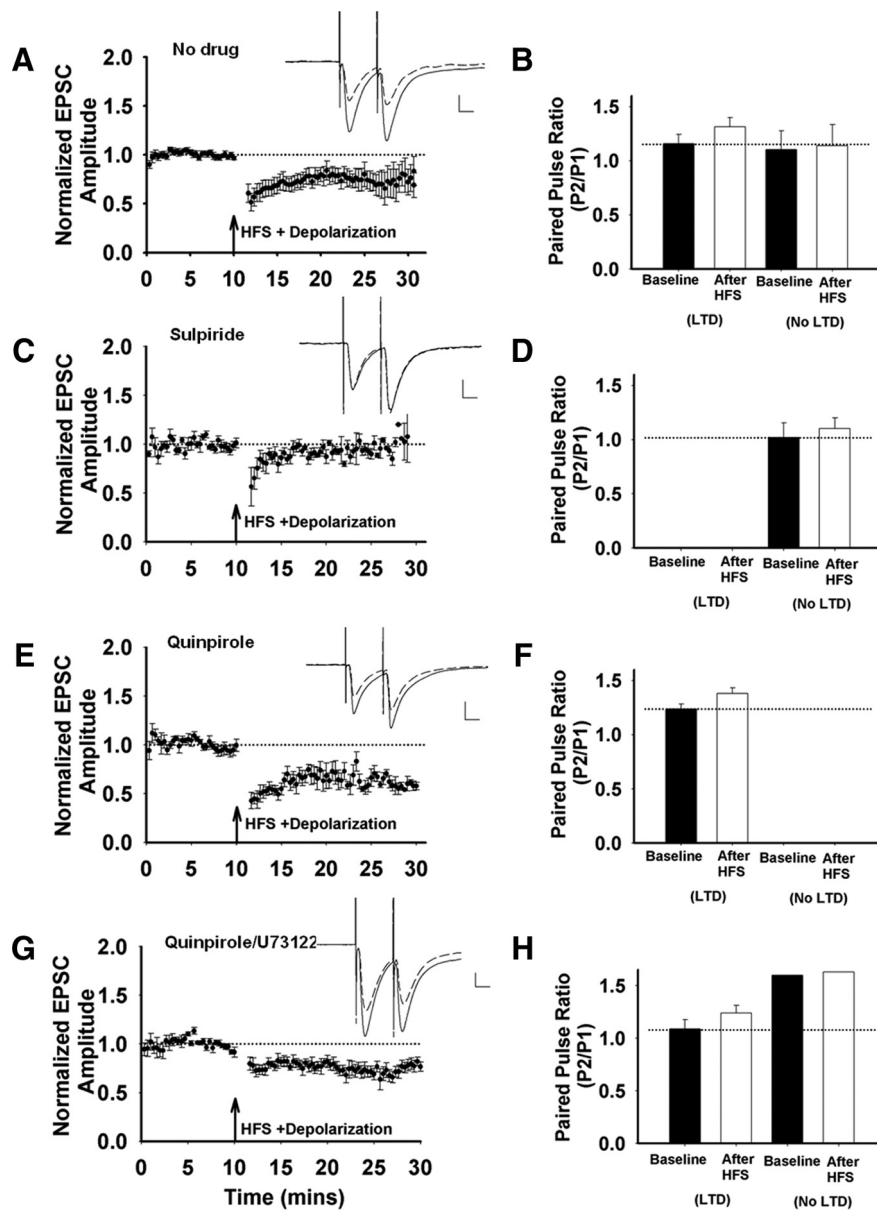 A
No drug
Normalized EPSC
Amplitude
2.0
1.5
1.0
0.5
0.0
HFS + Depolarization
0 5 10 15 20 25 30
B
Paired Pulse Ratio
(P2/P1)
1.5
1.0
0.5
0.0
Baseline After HFS Baseline After HFS
(LTD) (No LTD)
C
Sulpiride
Normalized EPSC
Amplitude
2.0
1.5
1.0
0.5
0.0
HFS +Depolarization
0 5 10 15 20 25 30
D
Paired Pulse Ratio
(P2/P1)
1.5
1.0
0.5
0.0
Baseline After HFS Baseline After HFS
(LTD) (No LTD)
E
Quinpirole
Normalized EPSC
Amplitude
2.0
1.5
1.0
0.5
0.0
HFS +Depolarization
0 5 10 15 20 25 30
F
Paired Pulse Ratio
(P2/P1)
1.5
1.0
0.5
0.0
Baseline After HFS Baseline After HFS
(LTD) (No LTD)
G
Quinpirole/U73122
Normalized EPSC
Amplitude
2.0
1.5
1.0
0.5
0.0
HFS +Depolarization
0 5 10 15 20 25 30
Time (mins)
H
Paired Pulse Ratio
(P2/P1)
1.5
1.0
0.5
0.0
Baseline After HFS Baseline After HFS
(LTD) (No LTD)